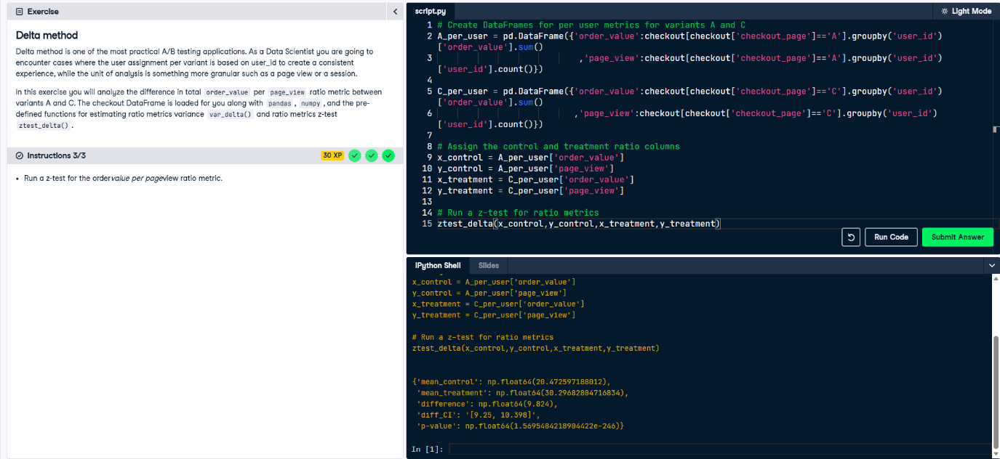 Exercise
Delta method
Delta method is one of the most practical A/B testing applications. As a Data Scientist you are going to
encounter cases where the user assignment per variant is based on user_id to create a consistent
experience, while the unit of analysis is something more granular such as a page view or a session.
In this exercise you will analyze the difference in total order_value per page_view ratio metric between
variants A and C. The checkout DataFrame is loaded for you along with pandas , numpy , and the pre-
defined functions for estimating ratio metrics variance var_delta() and ratio metrics z-test
ztest_delta() .
Instructions 3/3
30 XP
• Run a z-test for the ordervalue per pageview ratio metric.
script.py
Light Mode
1 # Create DataFrames for per user metrics for variants A and C
2 A_per_user = pd.DataFrame({'order_value':checkout[checkout['checkout_page']=='A'].groupby('user_id')
['order_value'].sum()
3 ,'page_view':checkout[checkout['checkout_page']=='A'].groupby('user_id')
['user_id'].count()})
4
5 C_per_user = pd.DataFrame({'order_value':checkout[checkout['checkout_page']=='C'].groupby('user_id')
['order_value'].sum()
6 ,'page_view':checkout[checkout['checkout_page']=='C'].groupby('user_id')
['user_id'].count()})
7
8 # Assign the control and treatment ratio columns
9 x_control = A_per_user['order_value']
10 y_control = A_per_user['page_view']
11 x_treatment = C_per_user['order_value']
12 y_treatment = C_per_user['page_view']
13
14 # Run a z-test for ratio metrics
15 ztest_delta(x_control,y_control,x_treatment,y_treatment)
Run Code
Submit Answer
IPython Shell
Slides
x_control = A_per_user['order_value']
y_control = A_per_user['page_view']
x_treatment = C_per_user['order_value']
y_treatment = C_per_user['page_view']
# Run a z-test for ratio metrics
ztest_delta(x_control,y_control,x_treatment,y_treatment)
{'mean_control': np.float64(20.472597188012),
'mean_treatment': np.float64(30.29682804716834),
'difference': np.float64(9.824),
'diff_CI': '[9.25, 10.398]',
'p-value': np.float64(1.5695484218904422e-246)}
In [1]: